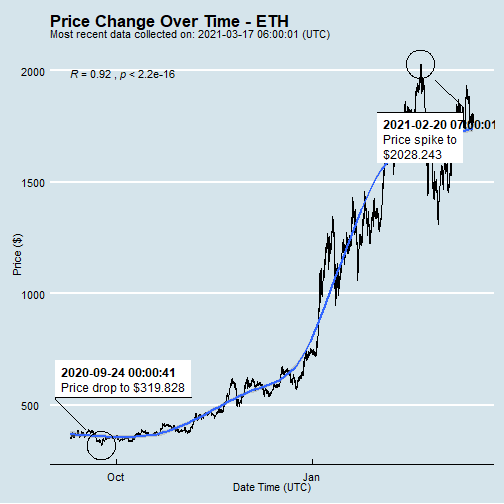 Price Change Over Time - ETH
Most recent data collected on: 2021-03-17 06:00:01 (UTC)
R = 0.92 , p < 2.2e-16
2000
2021-02-20 07:00:01
Price spike to
$2028.243
1500
Price ($)
1000
2020-09-24 00:00:41
Price drop to $319.828
500
Oct
Jan
Date Time (UTC)